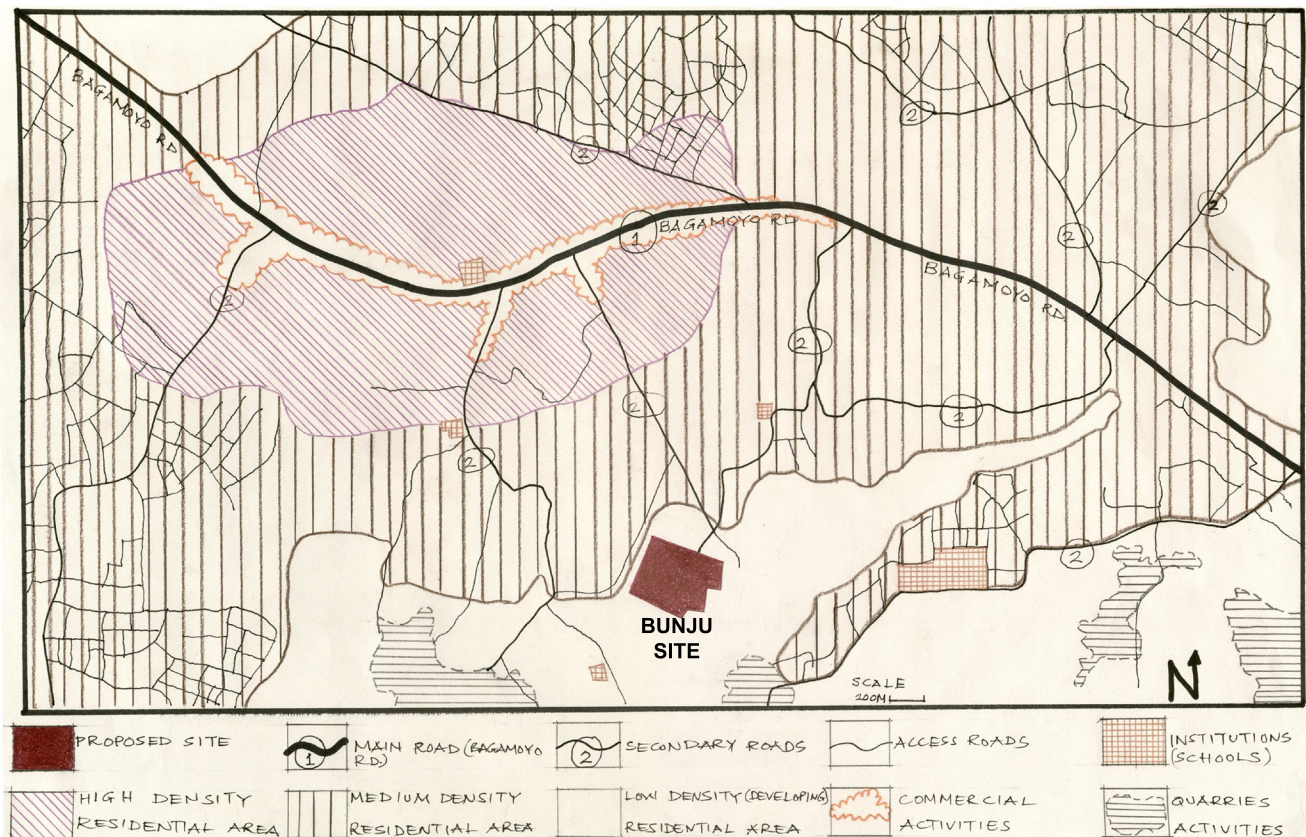 BAGAMOYO RD
2
2
2
1
BAGAMOYO RD
2
2
BAGAMOYO RD
2
2
2
1
2
2
BUNJU
SITE
SCALE
200M
N
PROPOSED SITE
1
MAIN ROAD (BAGAMOYO
RD.)
2
SECONDARY ROADS
ACCESS ROADS
INSTITUTIONS
(SCHOOLS)
HIGH DENSITY
RESIDENTIAL AREA
MEDIUM DENSITY
RESIDENTIAL AREA
LOW DENSITY (DEVELOPING)
RESIDENTIAL AREA
COMMERCIAL
ACTIVITIES
QUARRIES
ACTIVITIES